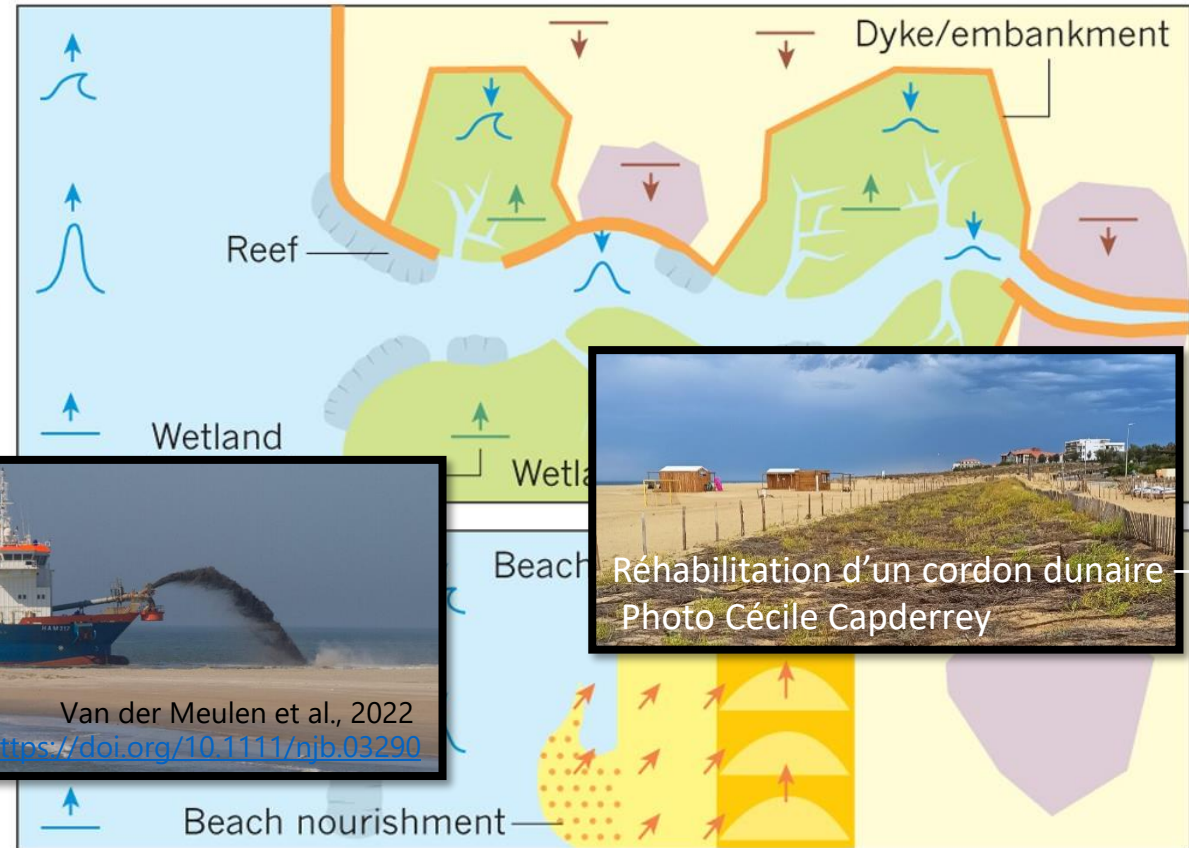 Dyke/embankment
Reef
Wetland
Beach
Réhabilitation d’un cordon dunaire –
Photo Cécile Capderrey
Van der Meulen et al., 2022
ttps://doi.org/10.1111/njb.03290
Beach nourishment